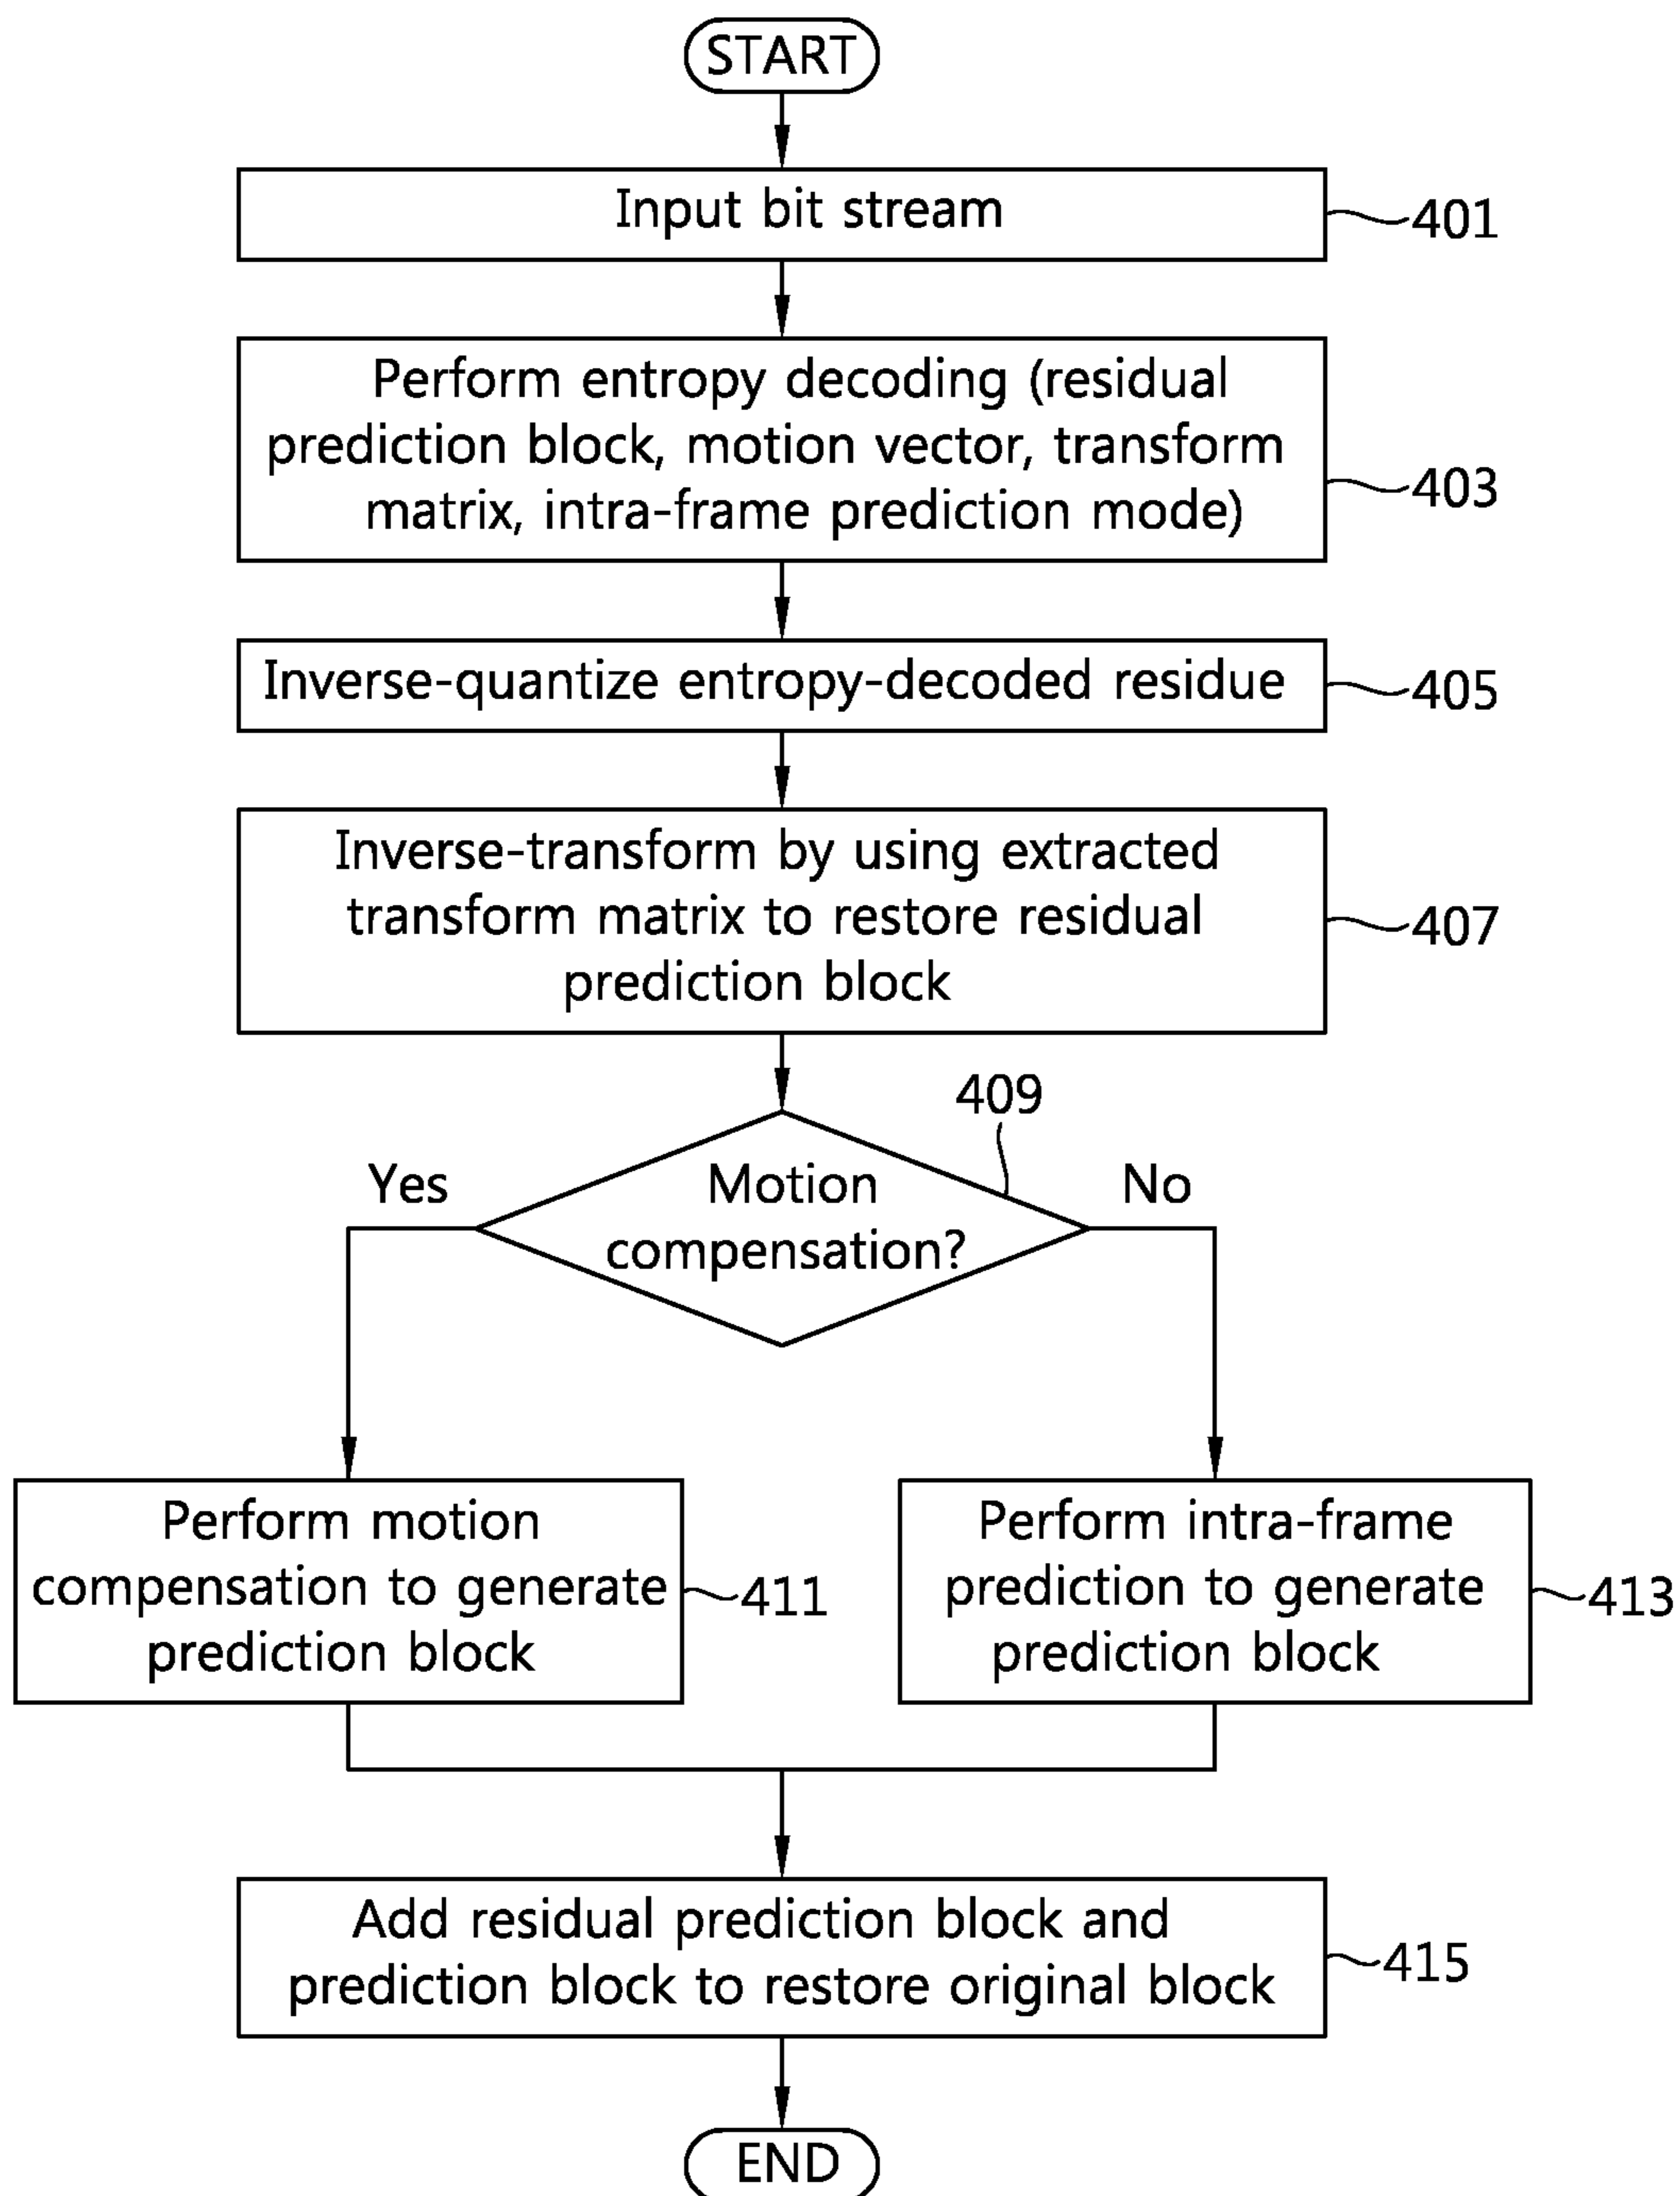 START
Input bit stream
401
Perform entropy decoding (residual
prediction block, motion vector, transform
matrix, intra-frame prediction mode)
403
Inverse-quantize entropy-decoded residue
405
Inverse-transform by using extracted
transform matrix to restore residual
prediction block
407
409
Yes
Motion
compensation?
No
Perform motion
compensation to generate
prediction block
411
Perform intra-frame
prediction to generate
prediction block
413
Add residual prediction block and
prediction block to restore original block
415
END